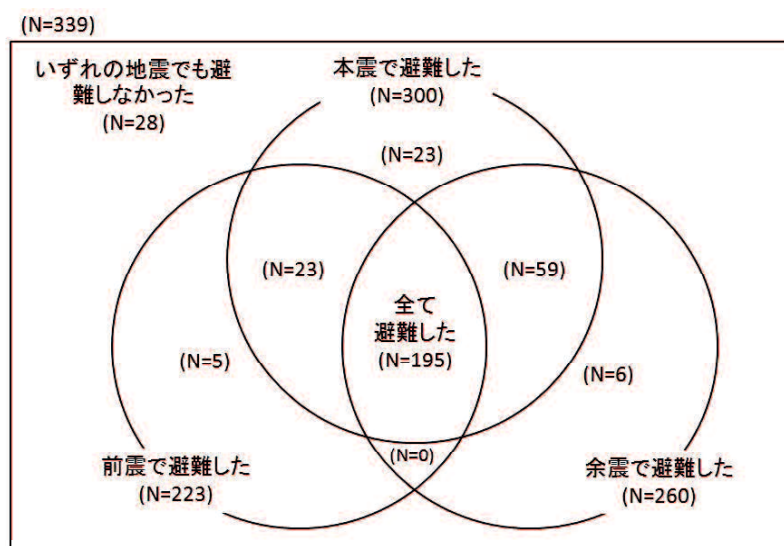 (N=339)
いずれの地震でも避
難しなかった
(N=28)
本震で避難した
(N=300)
(N=23)
(N=23)
(N=59)
全て
避難した
(N=195)
(N=5)
(N=6)
(N=0)
前震で避難した
(N=223)
余震で避難した
(N=260)